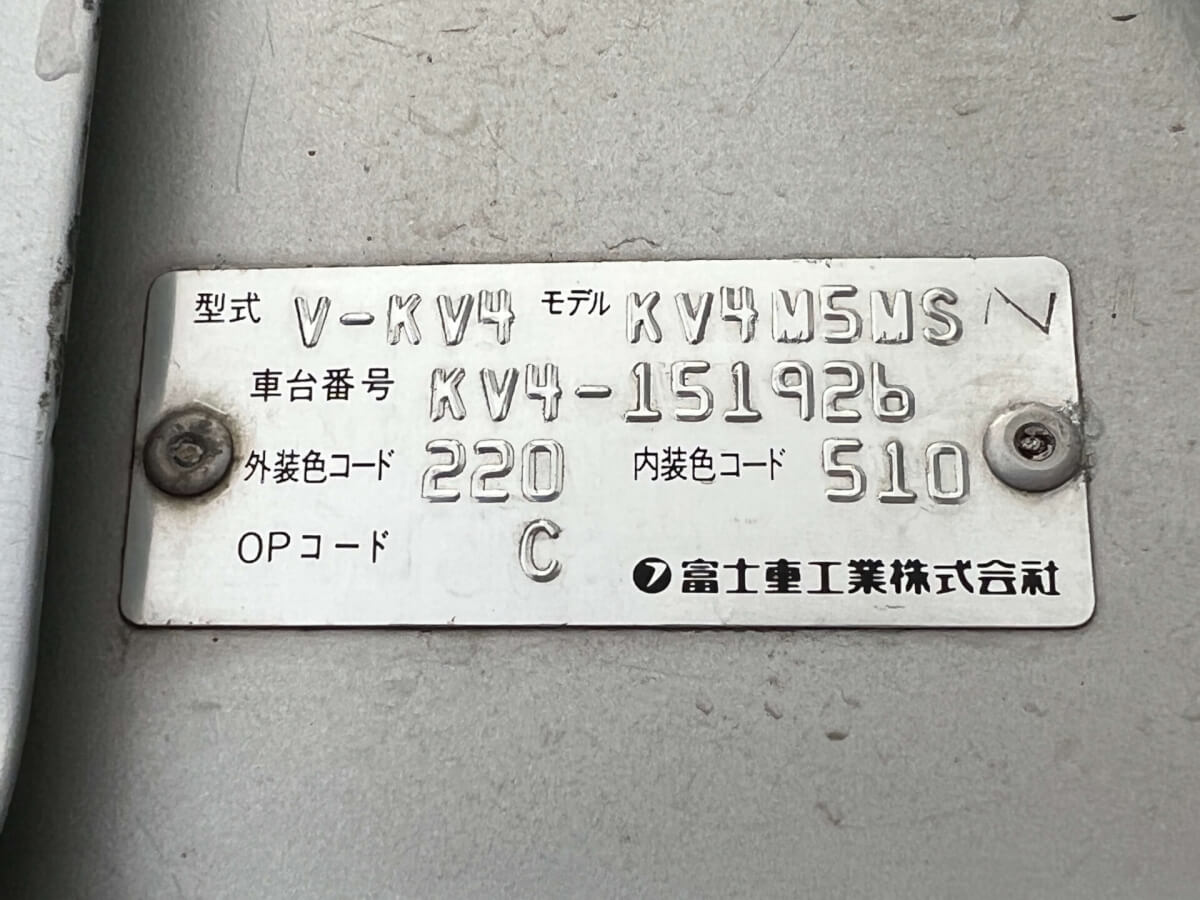 型式 V-KV4 モデル KV4M5MS N
車台番号 KV4-151926
外装色コード 220 内装色コード 510
OPコード C
フ 富士重工業株式会社